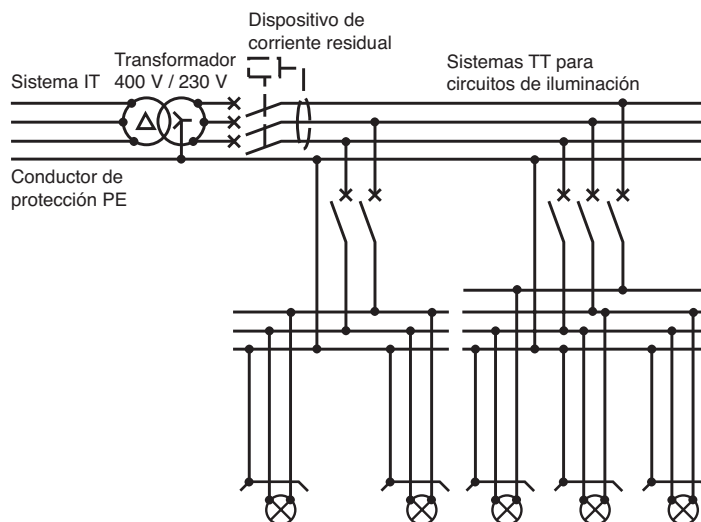 Dispositivo de
corriente residual
Transformador
400 V / 230 V
Sistemas TT para
circuitos de iluminación
Sistema IT
Conductor de
protección PE